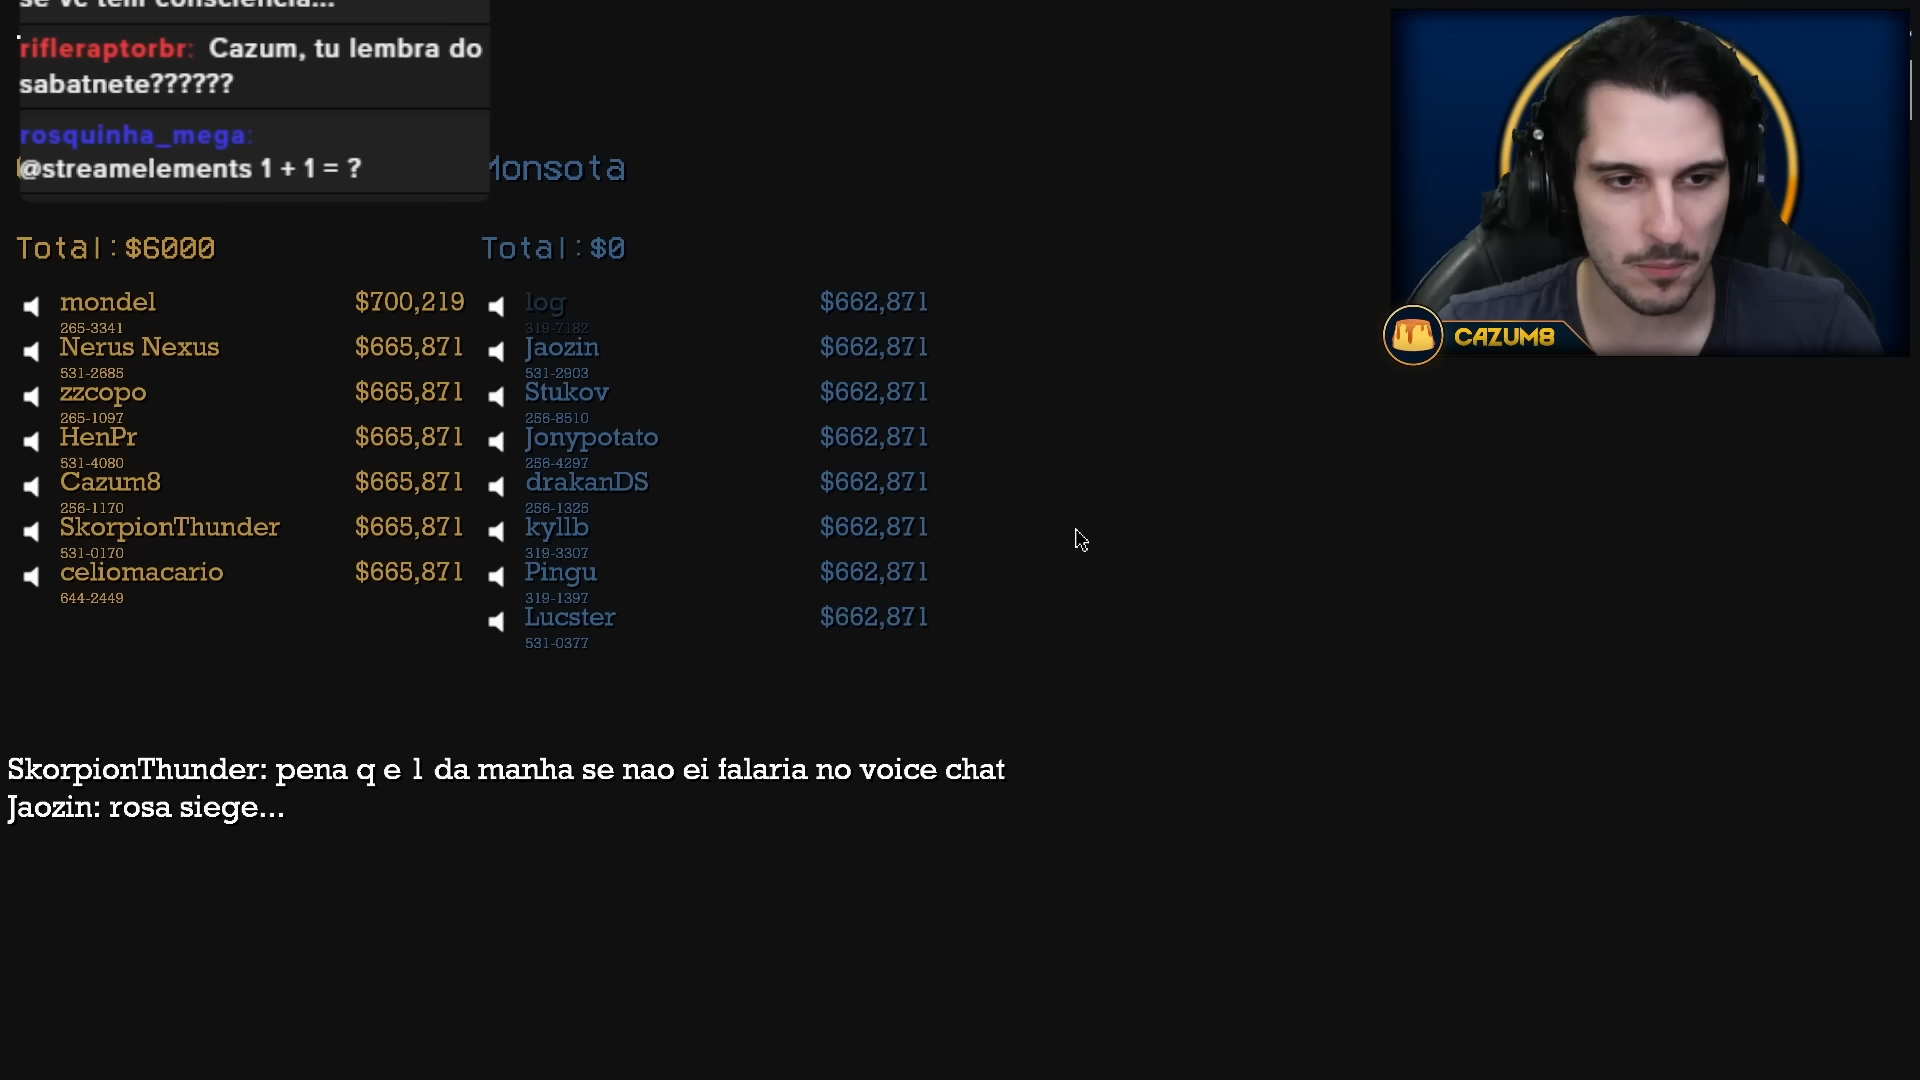 se vc tem consciência...
rifleraptorbr: Cazum, tu lembra do
sabatnete??????
rosquinha_mega:
@streamelements 1 + 1 = ?
Monsota
Total:$6000
mondel $700,219
265-3341
Nerus Nexus $665,871
531-2685
zzcopo $665,871
265-1097
HenPr $665,871
531-4080
Cazum8 $665,871
256-1170
SkorpionThunder $665,871
531-0170
celiomacario $665,871
644-2449
Total:$0
log $662,871
319-7182
Jaozin $662,871
531-2903
Stukov $662,871
256-8510
Jonypotato $662,871
256-4297
drakanDS $662,871
256-1325
kyllb $662,871
319-3307
Pingu $662,871
319-1397
Lucster $662,871
531-0377
CAZUM8
SkorpionThunder: pena q e 1 da manha se nao ei falaria no voice chat
Jaozin: rosa siege...